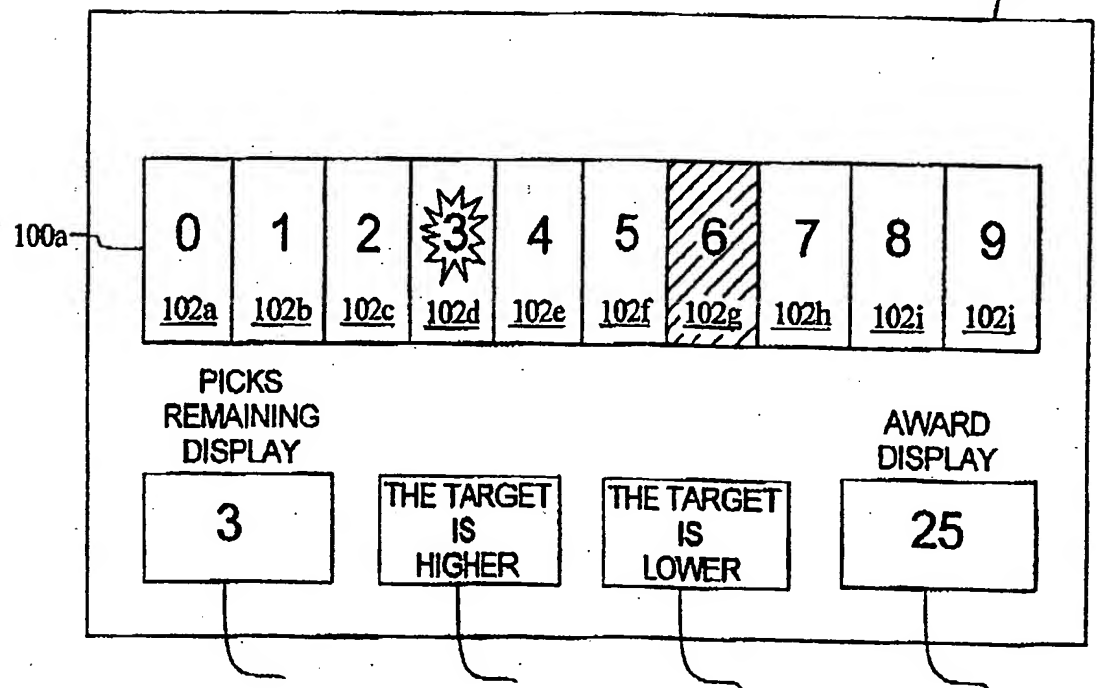 0 1 2 3 4 5 6 7 8 9
100a
102a 102b 102c 102d 102e 102f 102g 102h 102i 102j
PICKS
REMAINING
DISPLAY
3
THE TARGET
IS
HIGHER
THE TARGET
IS
LOWER
AWARD
DISPLAY
25